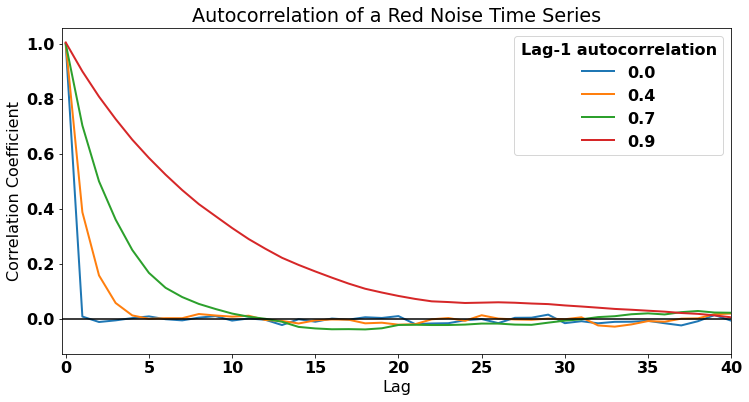 Autocorrelation of a Red Noise Time Series
Correlation Coefficient
1.0
0.8
0.6
0.4
0.2
0.0
Lag-1 autocorrelation
0.0
0.4
0.7
0.9
0 5 10 15 20 25 30 35 40
Lag